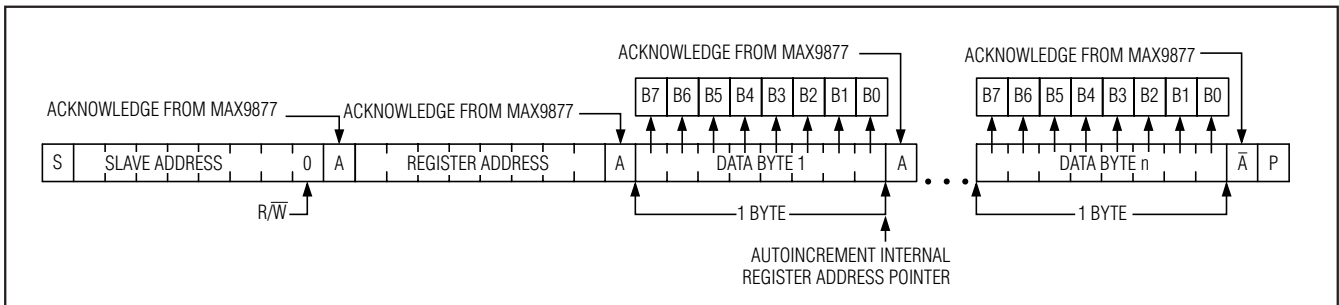 ACKNOWLEDGE FROM MAX9877
ACKNOWLEDGE FROM MAX9877
B7 B6 B5 B4 B3 B2 B1 B0
B7 B6 B5 B4 B3 B2 B1 B0
ACKNOWLEDGE FROM MAX9877
ACKNOWLEDGE FROM MAX9877
S SLAVE ADDRESS 0 A REGISTER ADDRESS A DATA BYTE 1 A DATA BYTE n A̅ P
R/W̅
1 BYTE
1 BYTE
AUTOINCREMENT INTERNAL
REGISTER ADDRESS POINTER